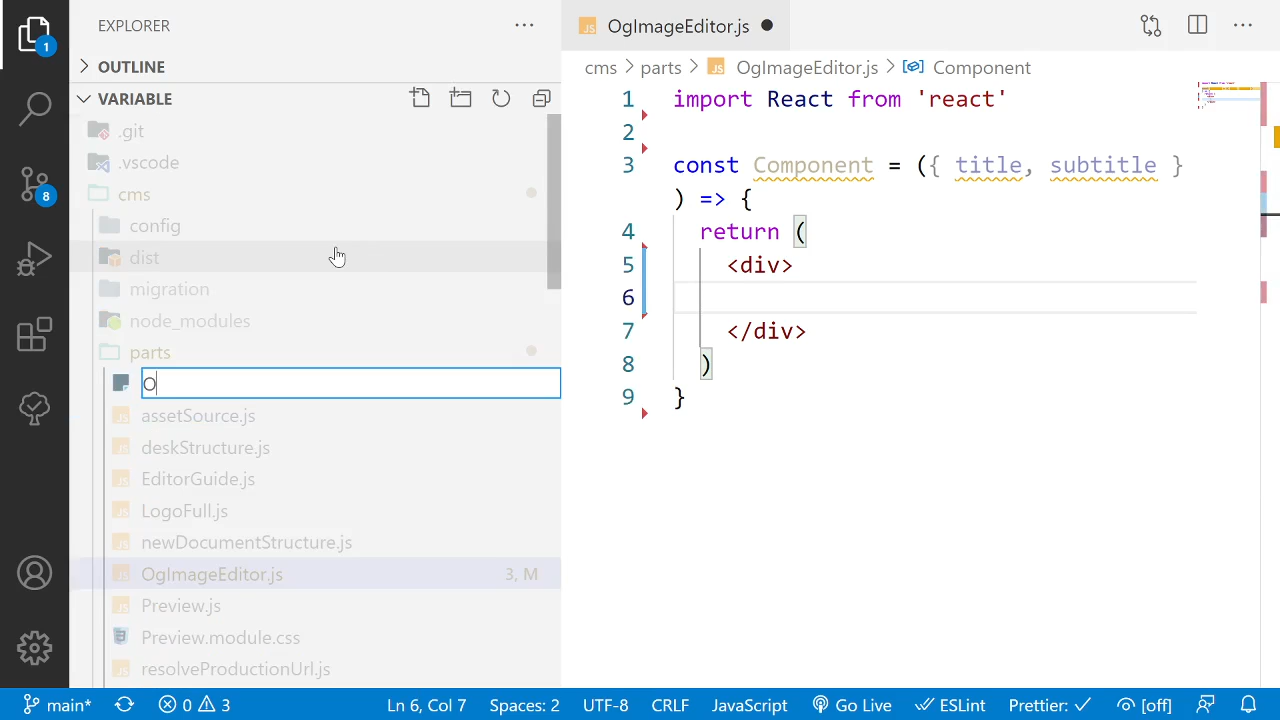 EXPLORER
OUTLINE
VARIABLE
.git
.vscode
cms
config
dist
migration
node_modules
parts
O
assetSource.js
deskStructure.js
EditorGuide.js
LogoFull.js
newDocumentStructure.js
OgImageEditor.js 3, M
Preview.js
Preview.module.css
resolveProductionUrl.js
1
8
JS OgImageEditor.js
cms > parts > JS OgImageEditor.js > Component
1 import React from 'react'
2
3 const Component = ({ title, subtitle }
) => {
4 return (
5 <div>
6
7 </div>
8 )
9 }
main* 0 3 Ln 6, Col 7 Spaces: 2 UTF-8 CRLF JavaScript Go Live ESLint Prettier: ✓ [off]